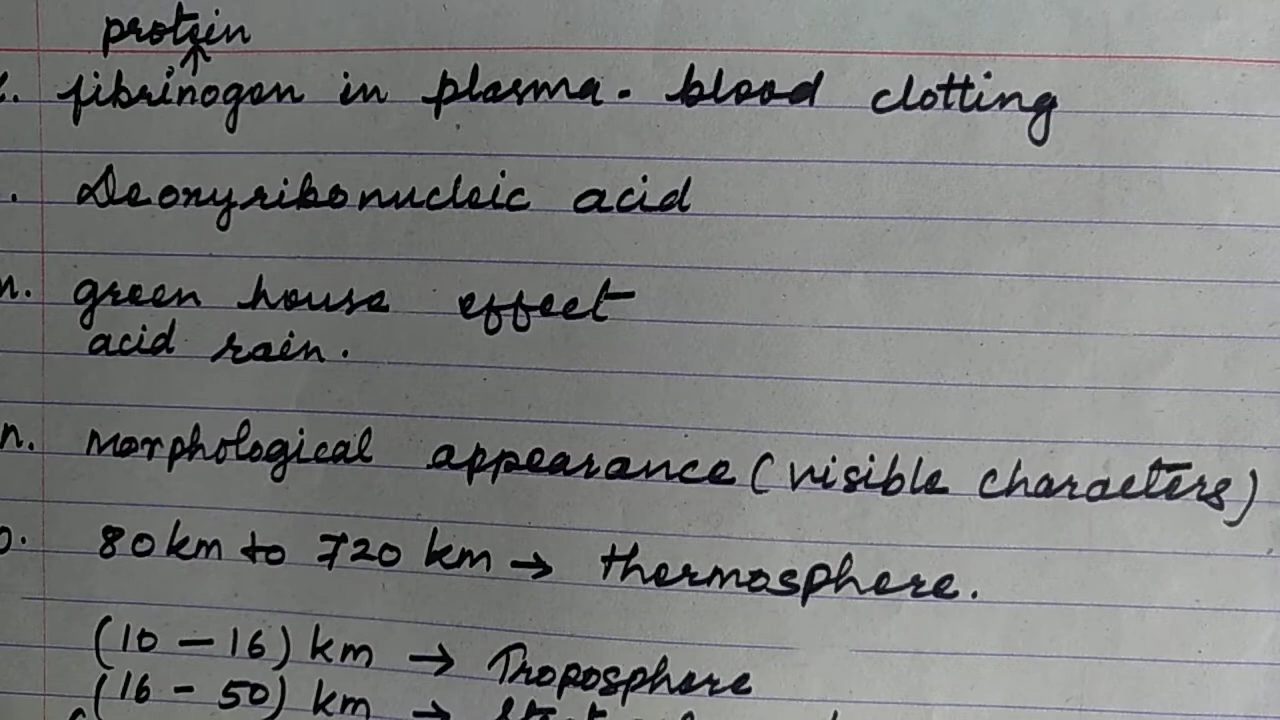 protein
↑
fibrinogen in plasma. blood clotting
. Deoxyribonucleic acid
green house effect
acid rain.
n. morphological appearance (visible characters)
o. 80 km to 720 km → thermosphere.
(10 – 16) km → Troposphere
(16 – 50) km →